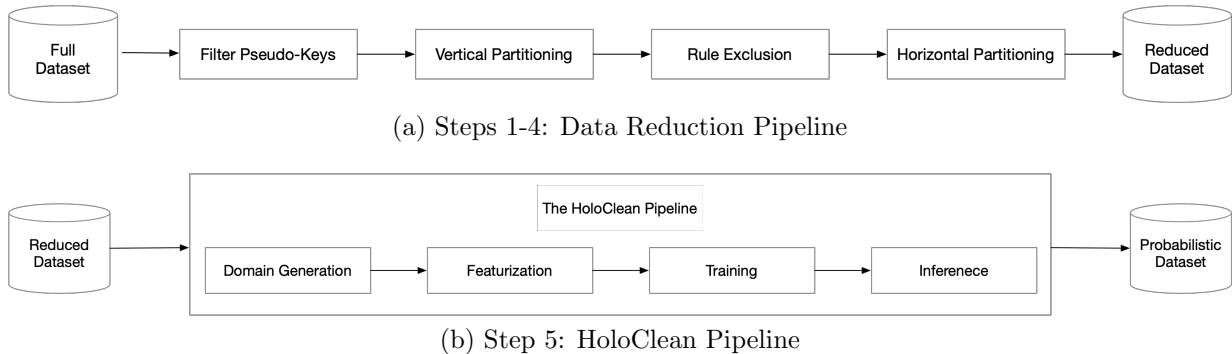 Full
Dataset
Filter Pseudo-Keys
Vertical Partitioning
Rule Exclusion
Horizontal Partitioning
Reduced
Dataset
(a) Steps 1-4: Data Reduction Pipeline
The HoloClean Pipeline
Reduced
Dataset
Domain Generation
Featurization
Training
Inferenece
Probabilistic
Dataset
(b) Step 5: HoloClean Pipeline